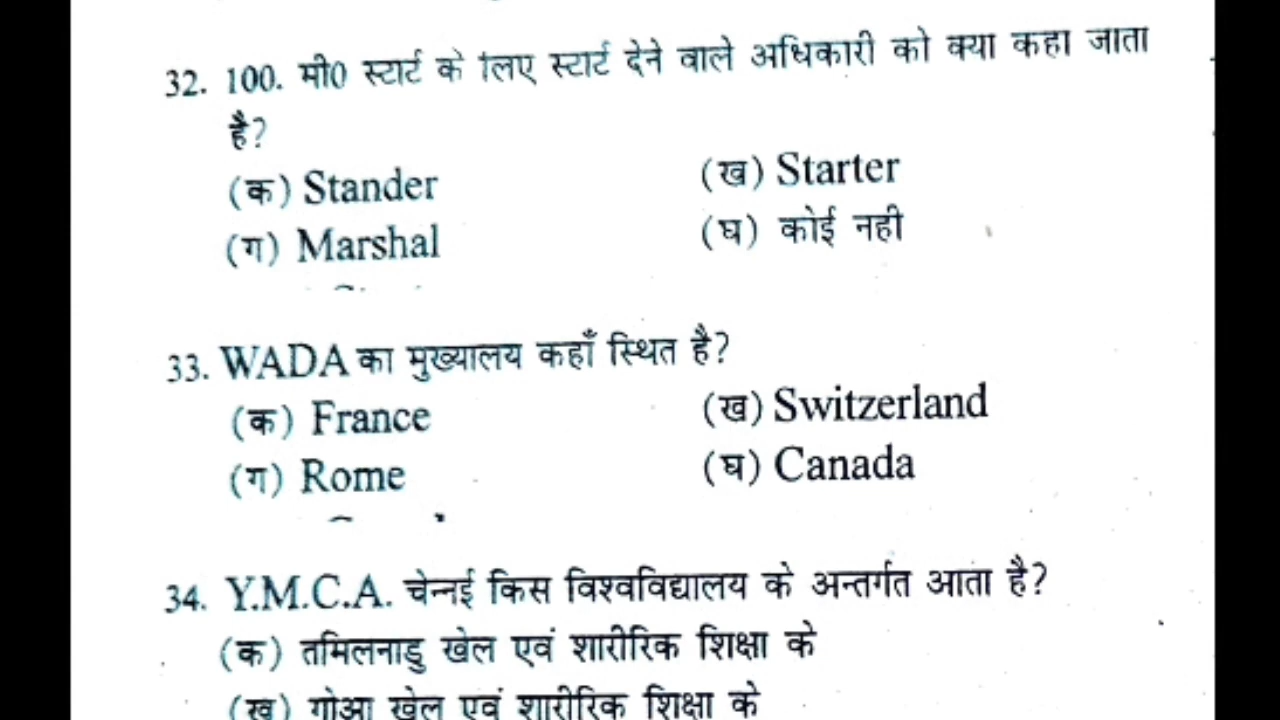 32. 100. मी0 स्टार्ट के लिए स्टार्ट देने वाले अधिकारी को क्या कहा जाता
है?
(क) Stander (ख) Starter
(ग) Marshal (घ) कोई नही
33. WADA का मुख्यालय कहाँ स्थित है?
(क) France (ख) Switzerland
(ग) Rome (घ) Canada
34. Y.M.C.A. चेन्नई किस विश्वविद्यालय के अन्तर्गत आता है?
(क) तमिलनाडु खेल एवं शारीरिक शिक्षा के
(ख) गोआ खेल एवं शारीरिक शिक्षा के